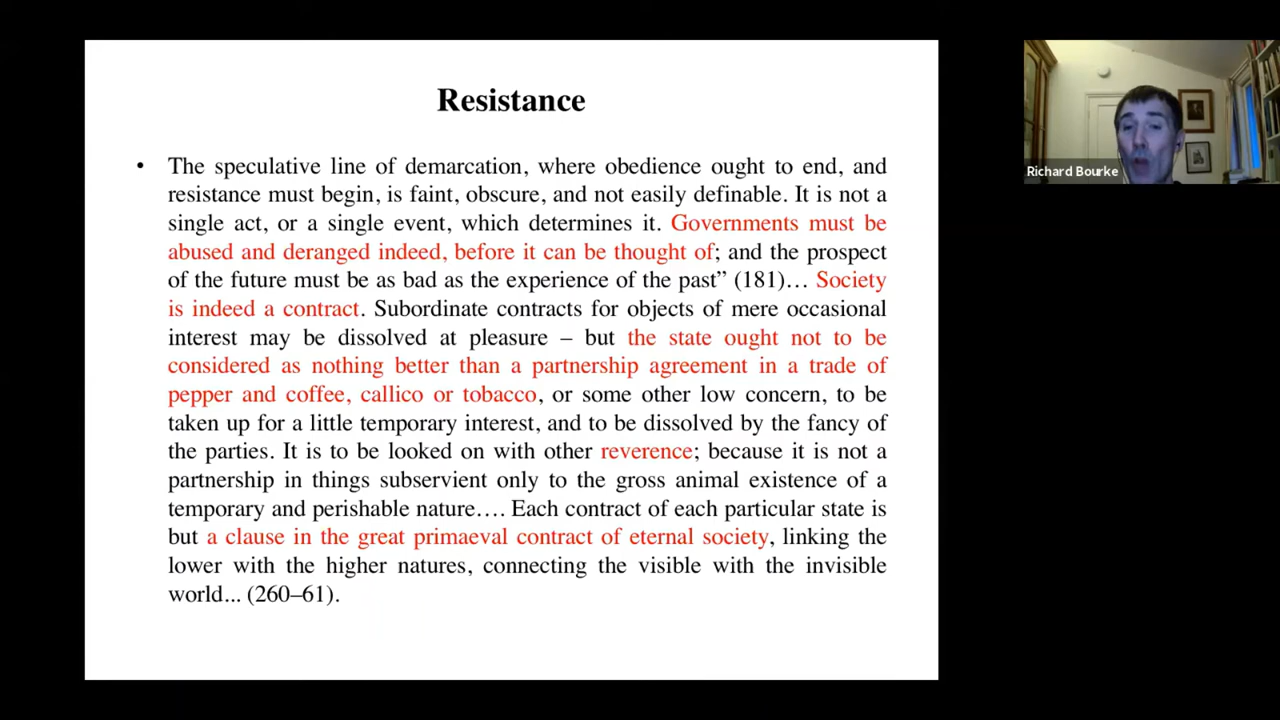 Resistance
• The speculative line of demarcation, where obedience ought to end, and
resistance must begin, is faint, obscure, and not easily definable. It is not a
single act, or a single event, which determines it. Governments must be
abused and deranged indeed, before it can be thought of; and the prospect
of the future must be as bad as the experience of the past” (181)… Society
is indeed a contract. Subordinate contracts for objects of mere occasional
interest may be dissolved at pleasure – but the state ought not to be
considered as nothing better than a partnership agreement in a trade of
pepper and coffee, callico or tobacco, or some other low concern, to be
taken up for a little temporary interest, and to be dissolved by the fancy of
the parties. It is to be looked on with other reverence; because it is not a
partnership in things subservient only to the gross animal existence of a
temporary and perishable nature…. Each contract of each particular state is
but a clause in the great primaeval contract of eternal society, linking the
lower with the higher natures, connecting the visible with the invisible
world... (260–61).
Richard Bourke